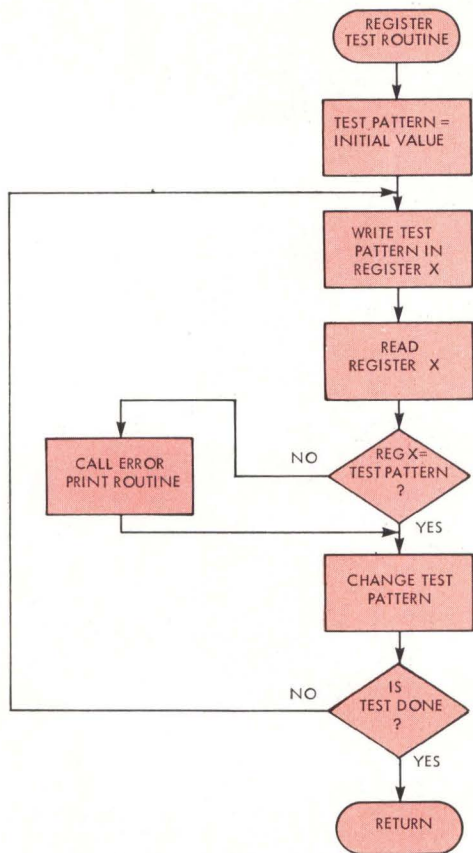 REGISTER
TEST ROUTINE
TEST PATTERN =
INITIAL VALUE
WRITE TEST
PATTERN IN
REGISTER X
READ
REGISTER X
REG X=
TEST PATTERN
?
NO
YES
CALL ERROR
PRINT ROUTINE
CHANGE TEST
PATTERN
IS
TEST DONE
?
NO
YES
RETURN